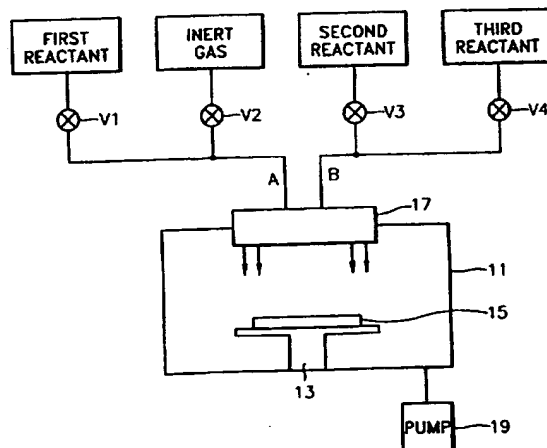 FIRST
REACTANT
INERT
GAS
SECOND
REACTANT
THIRD
REACTANT
V1
V2
V3
V4
A
B
17
11
15
13
PUMP
19